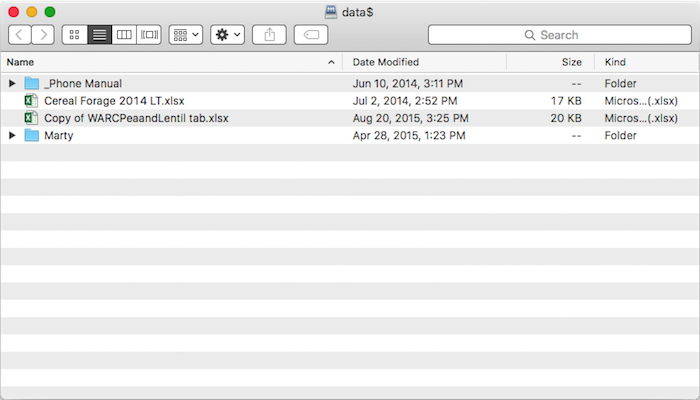 data$
Search
Name Date Modified Size Kind
_Phone Manual Jun 10, 2014, 3:11 PM -- Folder
Cereal Forage 2014 LT.xlsx Jul 2, 2014, 2:52 PM 17 KB Micros...(.xlsx)
Copy of WARCPeaandLentil tab.xlsx Aug 20, 2015, 3:25 PM 20 KB Micros...(.xlsx)
Marty Apr 28, 2015, 1:23 PM -- Folder